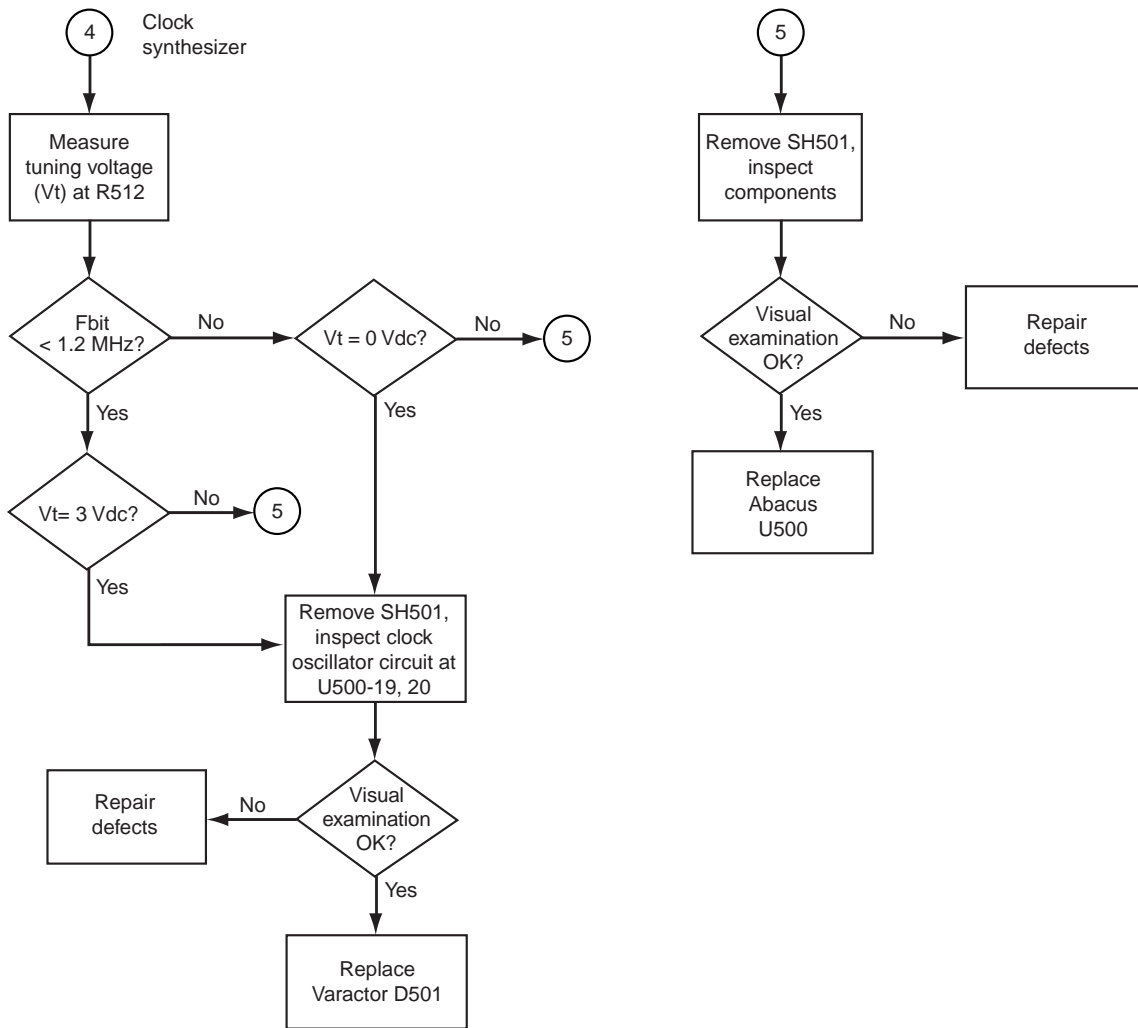 4
Clock
synthesizer
Measure
tuning voltage
(Vt) at R512
Fbit
< 1.2 MHz?
No
Vt = 0 Vdc?
No
5
Yes
Yes
Vt= 3 Vdc?
No
5
Yes
Remove SH501,
inspect clock
oscillator circuit at
U500-19, 20
Visual
examination
OK?
No
Repair
defects
Yes
Replace
Varactor D501
5
Remove SH501,
inspect
components
Visual
examination
OK?
No
Repair
defects
Yes
Replace
Abacus
U500